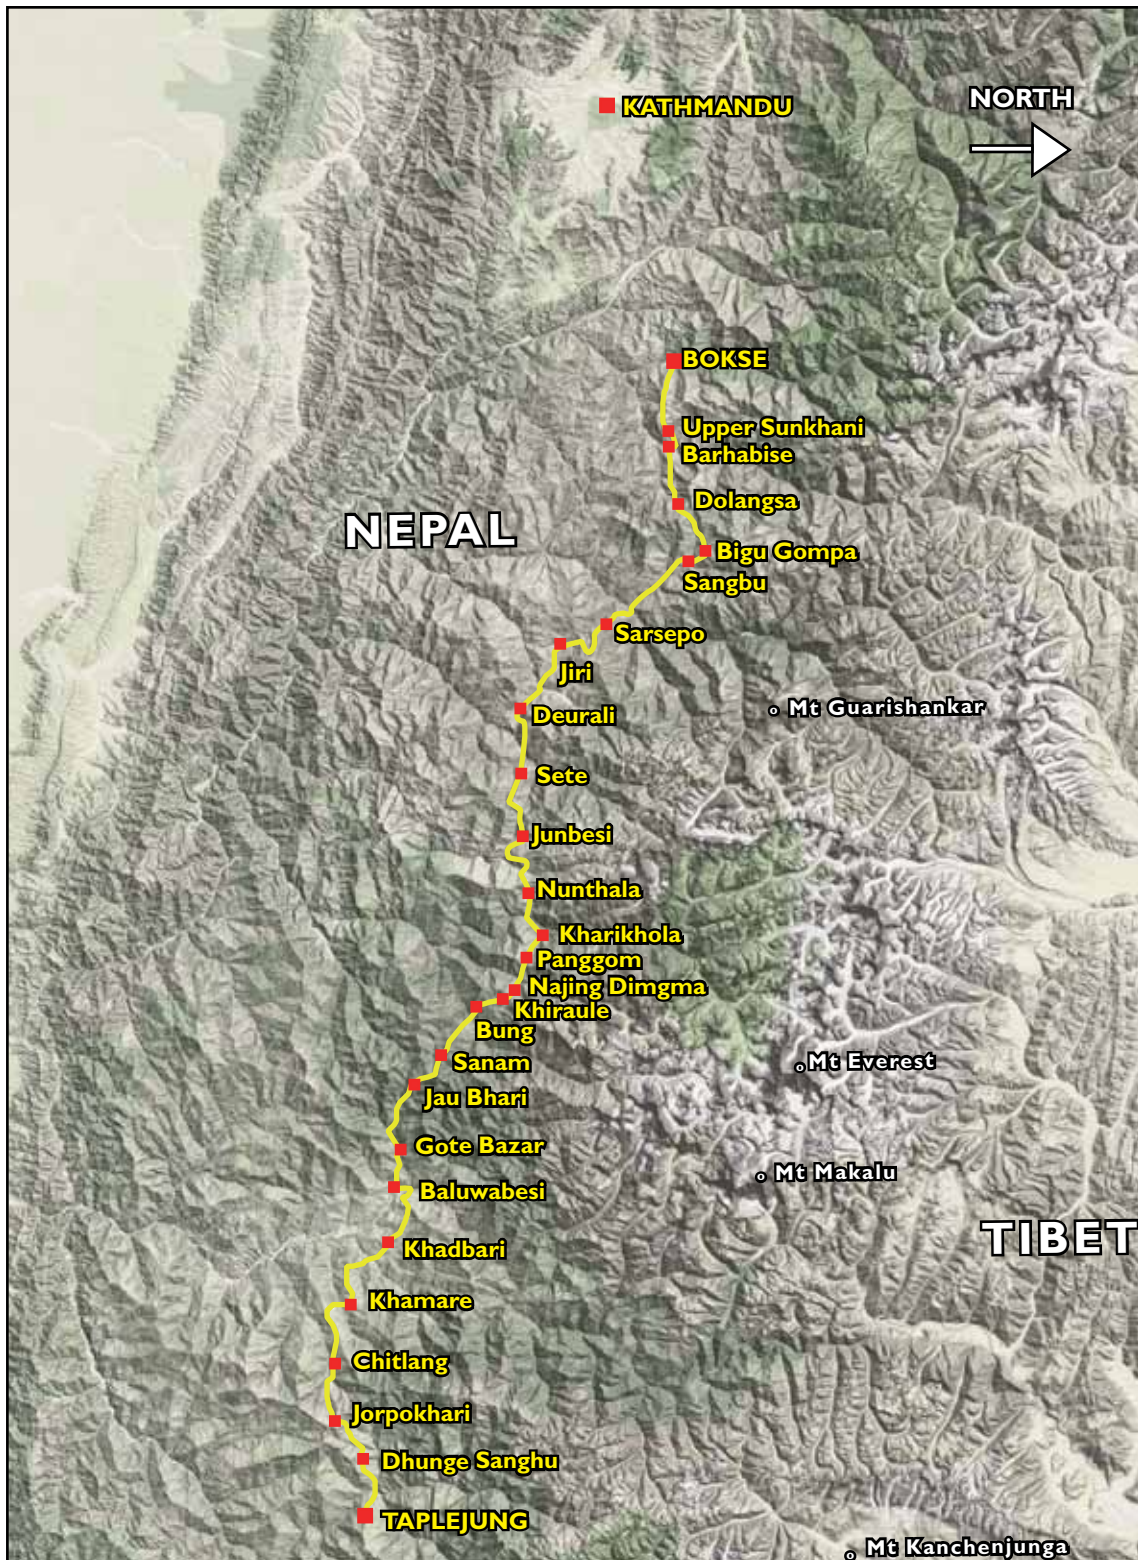 NORTH
KATHMANDU
BOKSE
Upper Sunkhani
Barhabise
Dolangsa
NEPAL
Bigu Gompa
Sangbu
Sarsepo
Jiri
Mt Guarishankar
Deurali
Sete
Junbesi
Nunthala
Kharikhola
Panggom
Najing Dimgma
Khiraule
Bung
Sanam
Mt Everest
Jau Bhari
Gote Bazar
Mt Makalu
Baluwabesi
TIBET
Khadbari
Khamare
Chitlang
Jorpokhari
Dhunge Sanghu
TAPLEJUNG
Mt Kanchenjunga